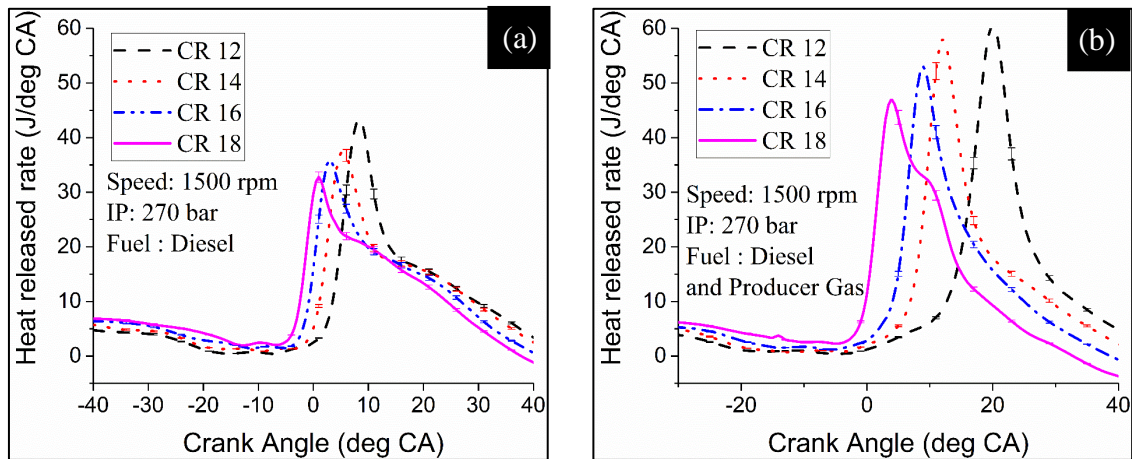 (a)
Heat released rate (J/deg CA)
60
50
40
30
20
10
0
CR 12
CR 14
CR 16
CR 18
Speed: 1500 rpm
IP: 270 bar
Fuel : Diesel
-40 -30 -20 -10 0 10 20 30 40
Crank Angle (deg CA)
(b)
Heat released rate (J/deg CA)
60
50
40
30
20
10
0
CR 12
CR 14
CR 16
CR 18
Speed: 1500 rpm
IP: 270 bar
Fuel : Diesel
and Producer Gas
-20 0 20 40
Crank Angle (deg CA)